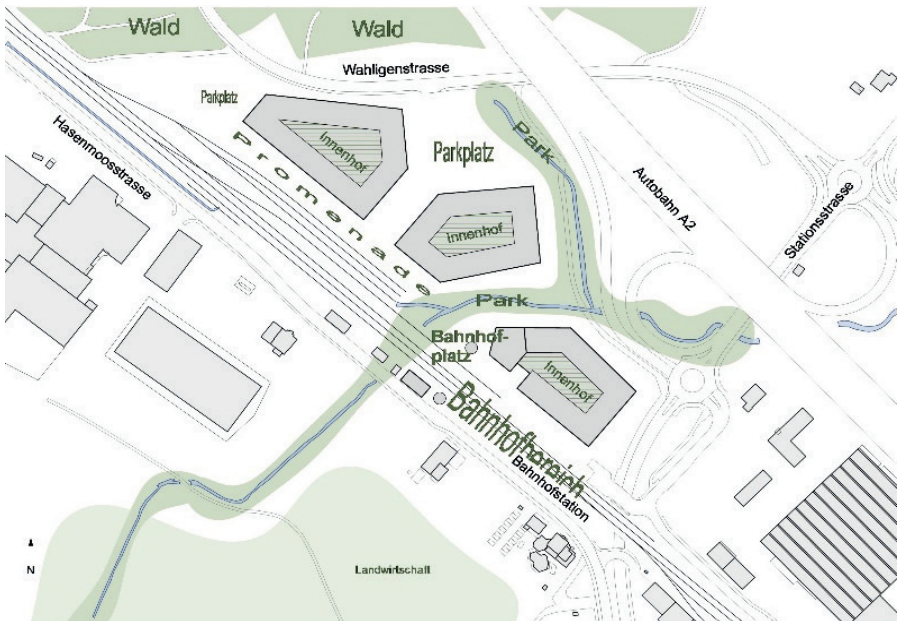 Wald
Wald
Wahligenstrasse
Parkplatz
Hasenmoosstrasse
Innenhof
Promenade
Parkplatz
Park
Autobahn A2
Stationsstrasse
Innenhof
Park
Bahnhof-
platz
Innenhof
Bahnhofbereich
Bahnhofstation
Landwirtschaft
N